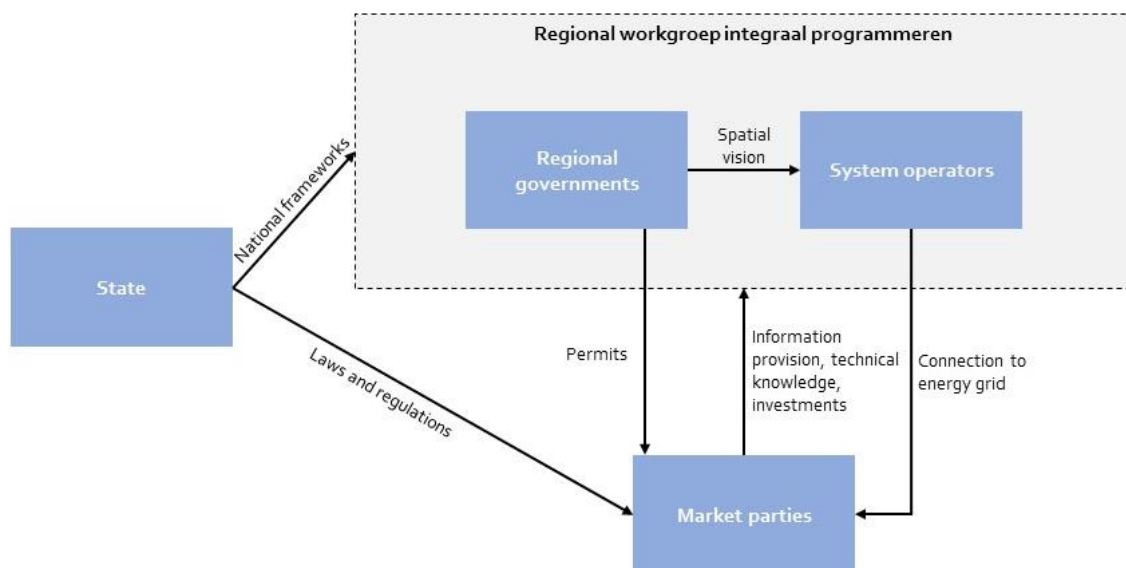 Regional workgroep integraal programmeren
Regional
governments
Spatial
vision
System operators
National frameworks
State
Laws and regulations
Permits
Information
provision, technical
knowledge,
investments
Connection to
energy grid
Market parties